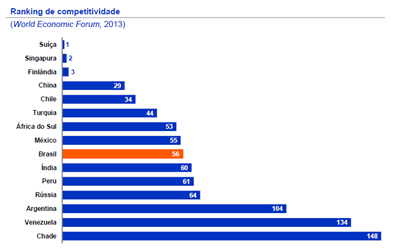 Ranking de competitividade
(World Economic Forum, 2013)
Suíça 1
Singapura 2
Finlândia 3
China 29
Chile 34
Turquia 44
África do Sul 53
México 55
Brasil 56
Índia 60
Peru 61
Rússia 64
Argentina 104
Venezuela 134
Chade 148